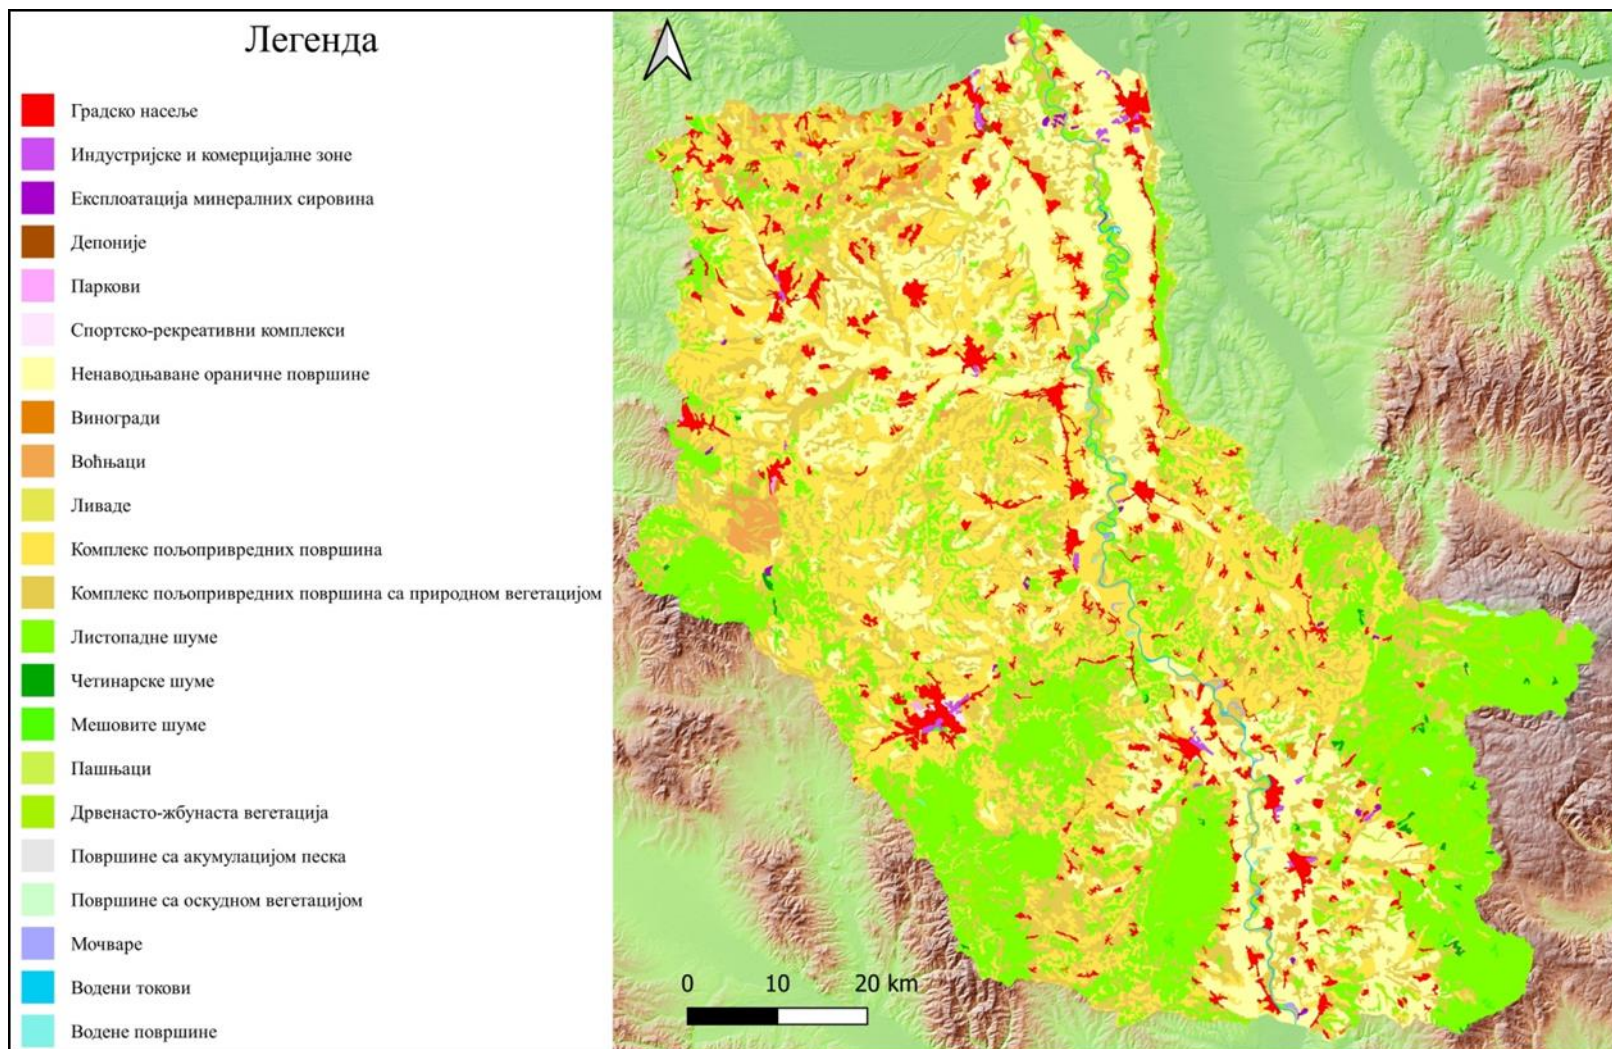 Легенда
Градско насеље
Индустријске и комерцијалне зоне
Експлоатација минералних сировина
Депоније
Паркови
Спортско-рекреативни комплекси
Ненаводњаване ораничне површине
Виногради
Воћњаци
Ливаде
Комплекс пољопривредних површина
Комплекс пољопривредних површина са природном вегетацијом
Листопадне шуме
Четинарске шуме
Мешовите шуме
Пашњаци
Дрвенасто-жбунаста вегетација
Површине са акумулацијом песка
Површине са оскудном вегетацијом
Мочваре
Водени токови
Водене површине
0 10 20 km